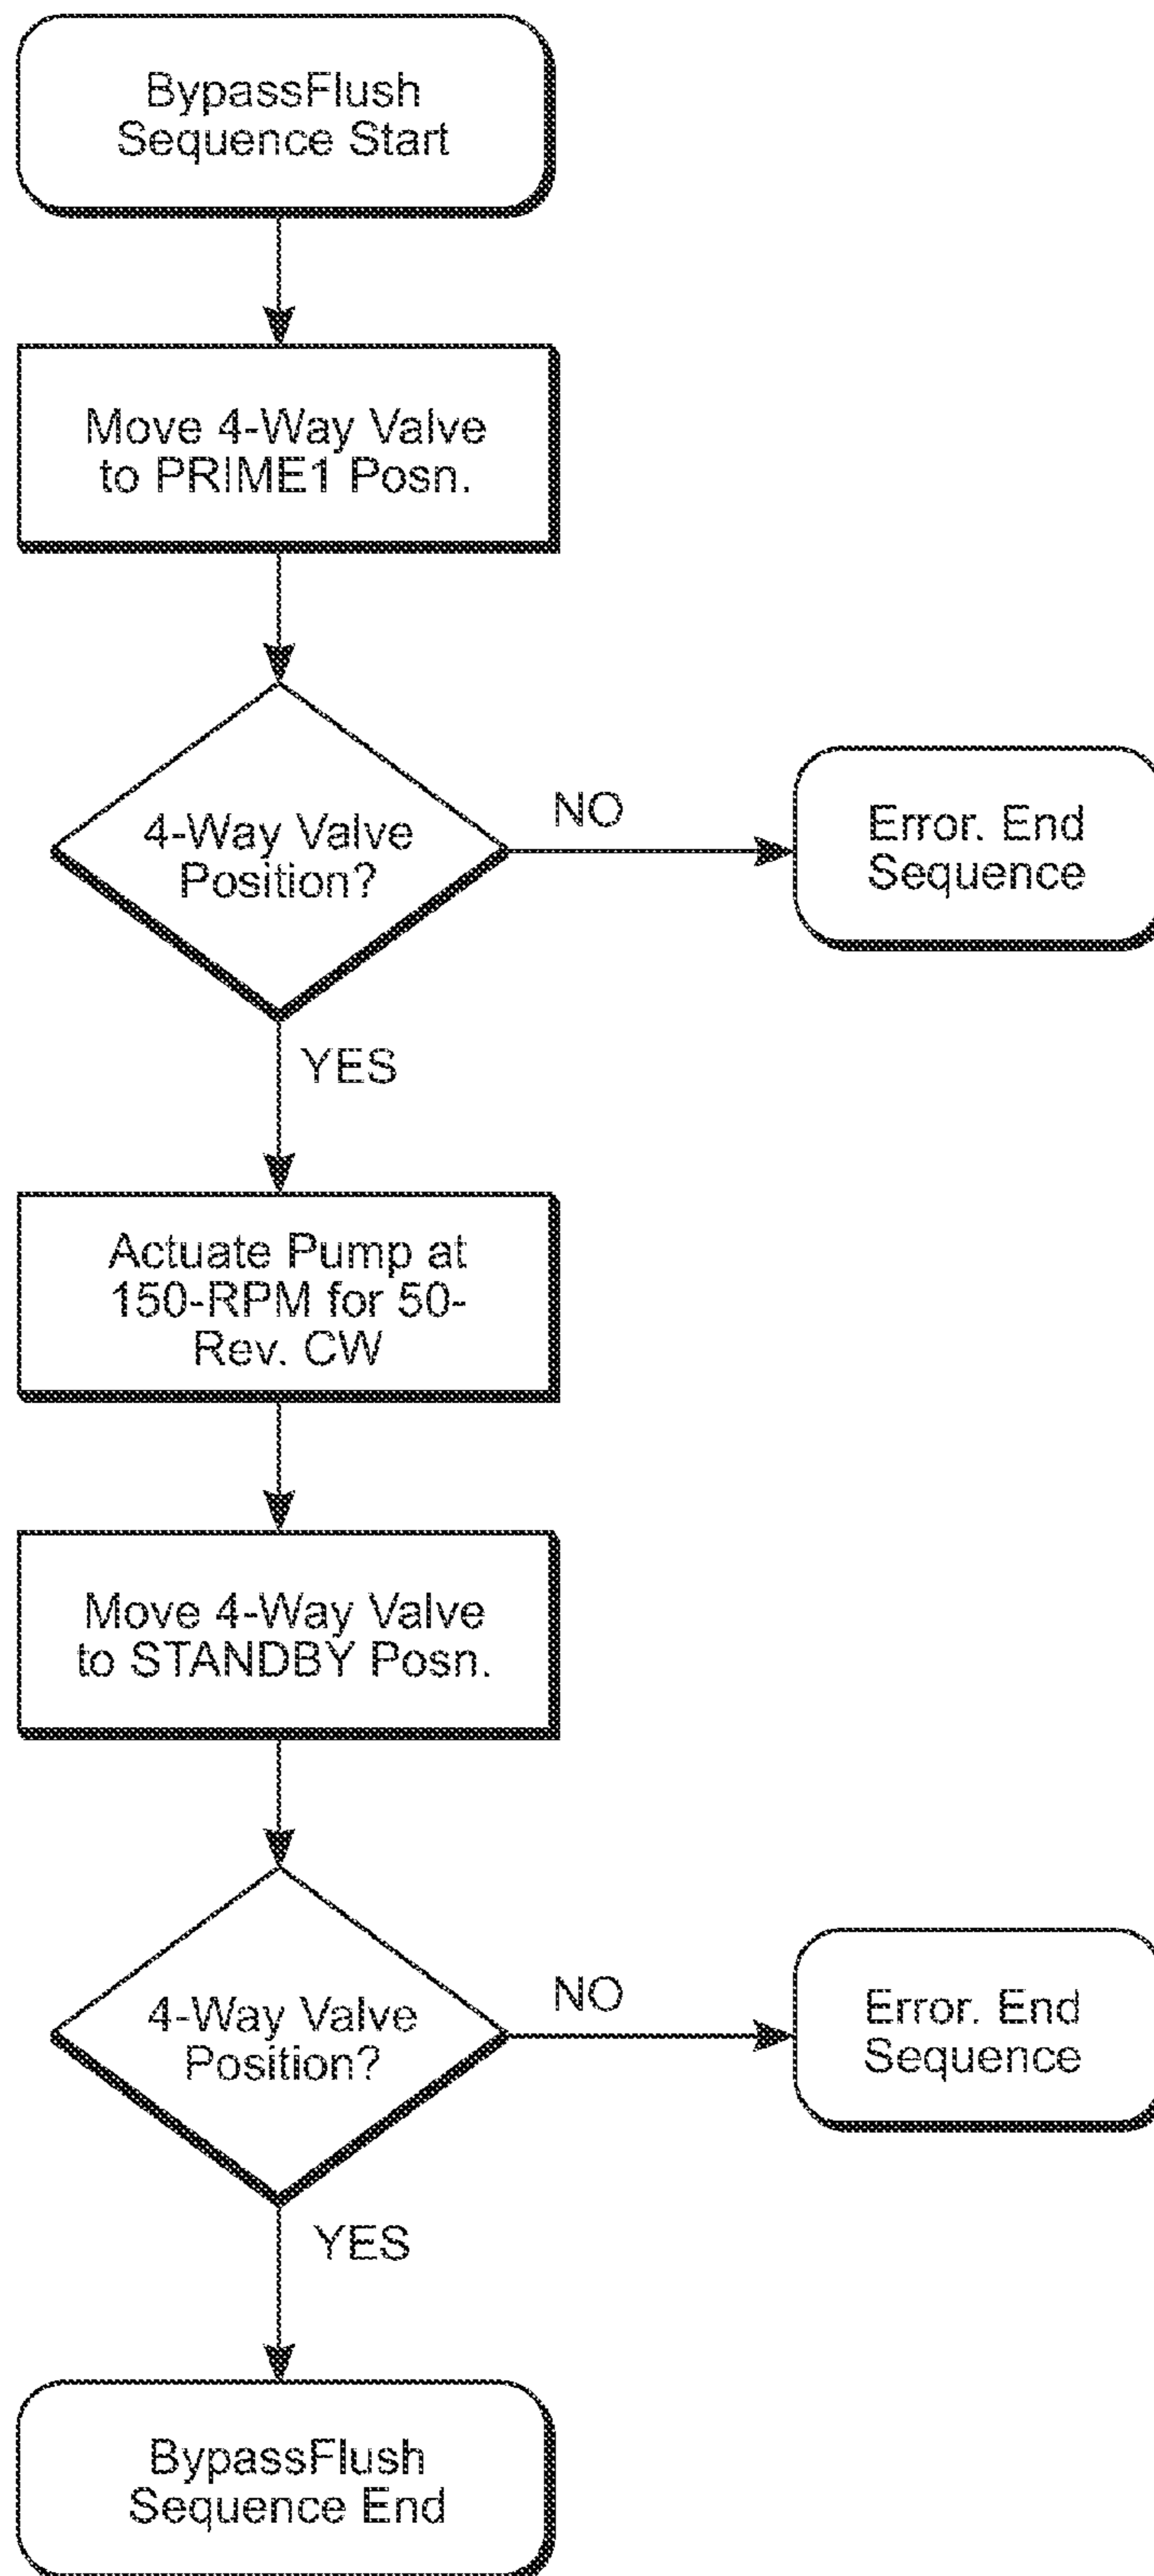 BypassFlush
Sequence Start
Move 4-Way Valve
to PRIME1 Posn.
4-Way Valve
Position?
NO
Error. End
Sequence
YES
Actuate Pump at
150-RPM for 50-
Rev. CW
Move 4-Way Valve
to STANDBY Posn.
4-Way Valve
Position?
NO
Error. End
Sequence
YES
BypassFlush
Sequence End